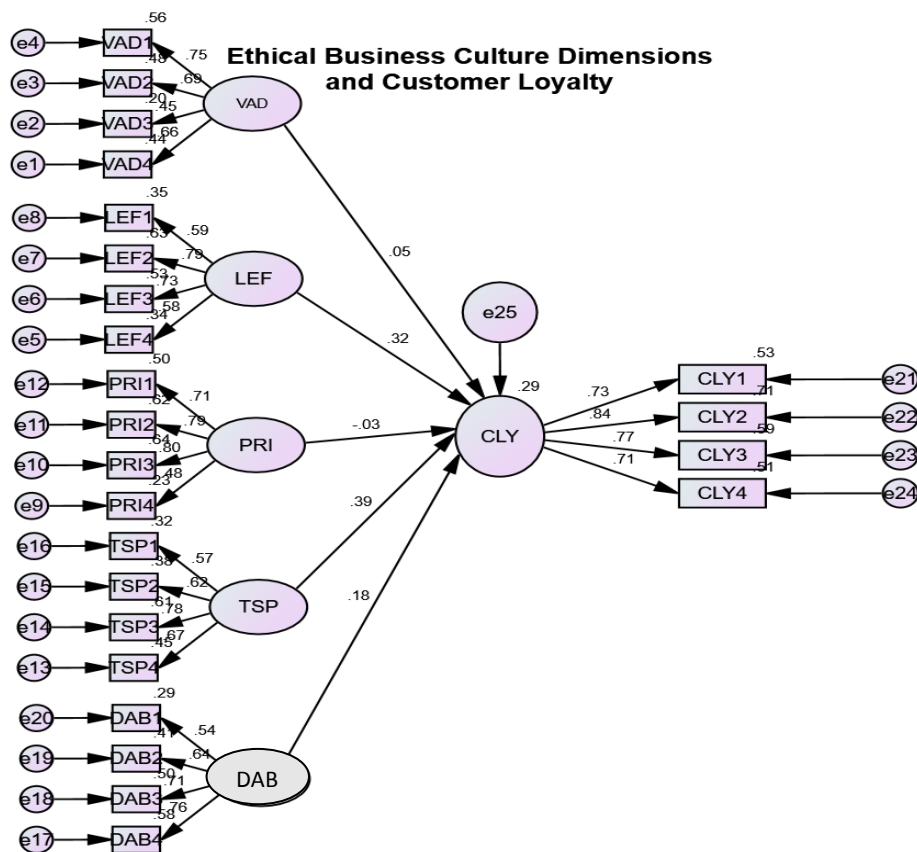 Ethical Business Culture Dimensions
and Customer Loyalty
.56
e4 VAD1 .75
.48
e3 VAD2 .69
.20
e2 VAD3 .45
.44
e1 VAD4 .66
VAD
.05
.35
e8 LEF1 .59
.63
e7 LEF2 .79
.53
e6 LEF3 .73
.34
e5 LEF4 .58
LEF
.32
.50
e12 PRI1 .71
.62
e11 PRI2 .79
.64
e10 PRI3 .80
.23
e9 PRI4 .48
PRI
-.03
.32
e16 TSP1 .57
.38
e15 TSP2 .62
.61
e14 TSP3 .78
.45
e13 TSP4 .67
TSP
.39
.29
e20 DAB1 .54
.41
e19 DAB2 .64
.50
e18 DAB3 .71
.58
e17 DAB4 .76
DAB
.18
e25
.29
CLY
.53
.73 CLY1 e21
.71
.84 CLY2 e22
.59
.77 CLY3 e23
.51
.71 CLY4 e24